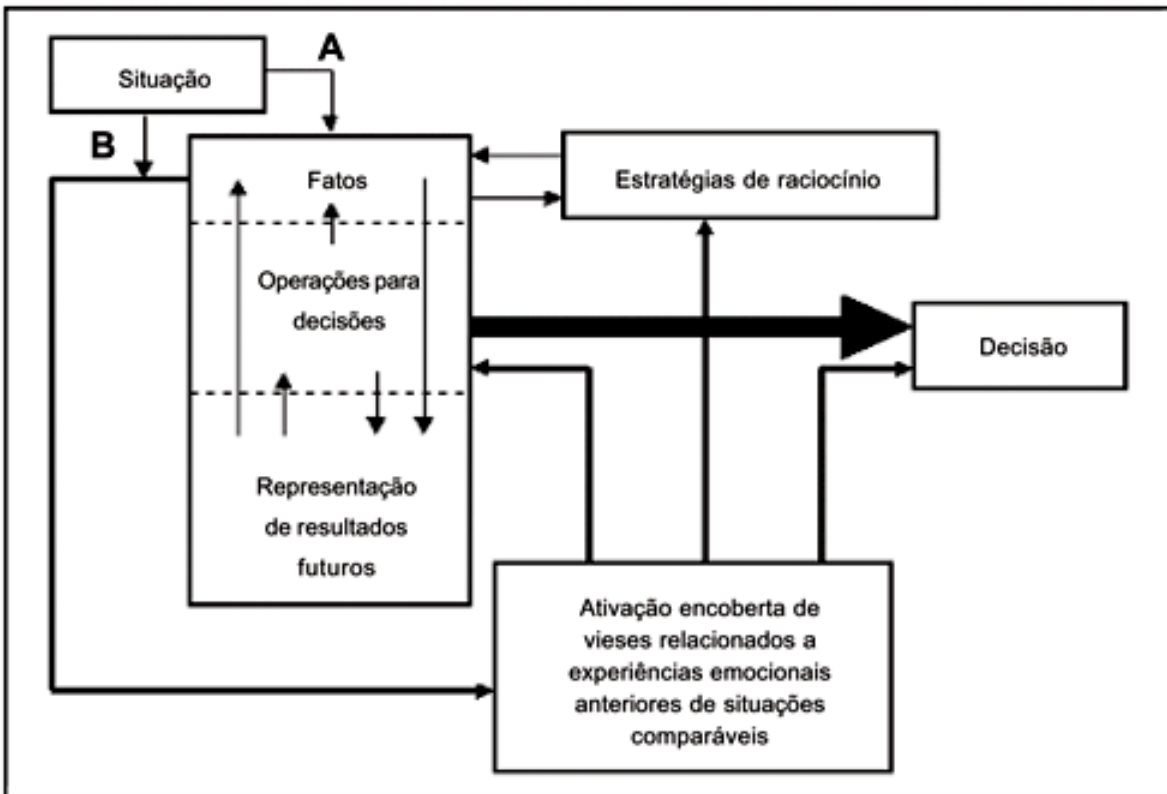 A
Situação
B
Fatos
Estratégias de raciocínio
Operações para
decisões
Decisão
Representação
de resultados
futuros
Ativação encoberta de
vieses relacionados a
experiências emocionais
anteriores de situações
comparáveis